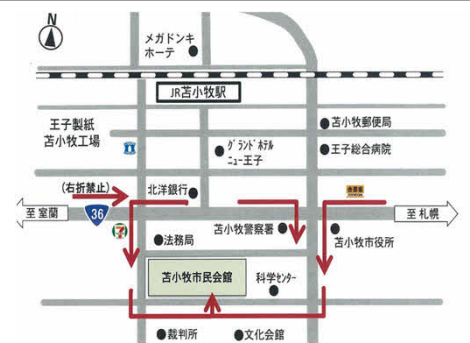 N
メガドンキ
ホーテ
JR苫小牧駅
王子製紙
苫小牧工場
グランドホテル
ニュー王子
苫小牧郵便局
王子総合病院
(右折禁止)
北洋銀行
至室蘭
36
至札幌
7
法務局
苫小牧警察署
苫小牧市役所
苫小牧市民会館
科学センター
裁判所
文化会館